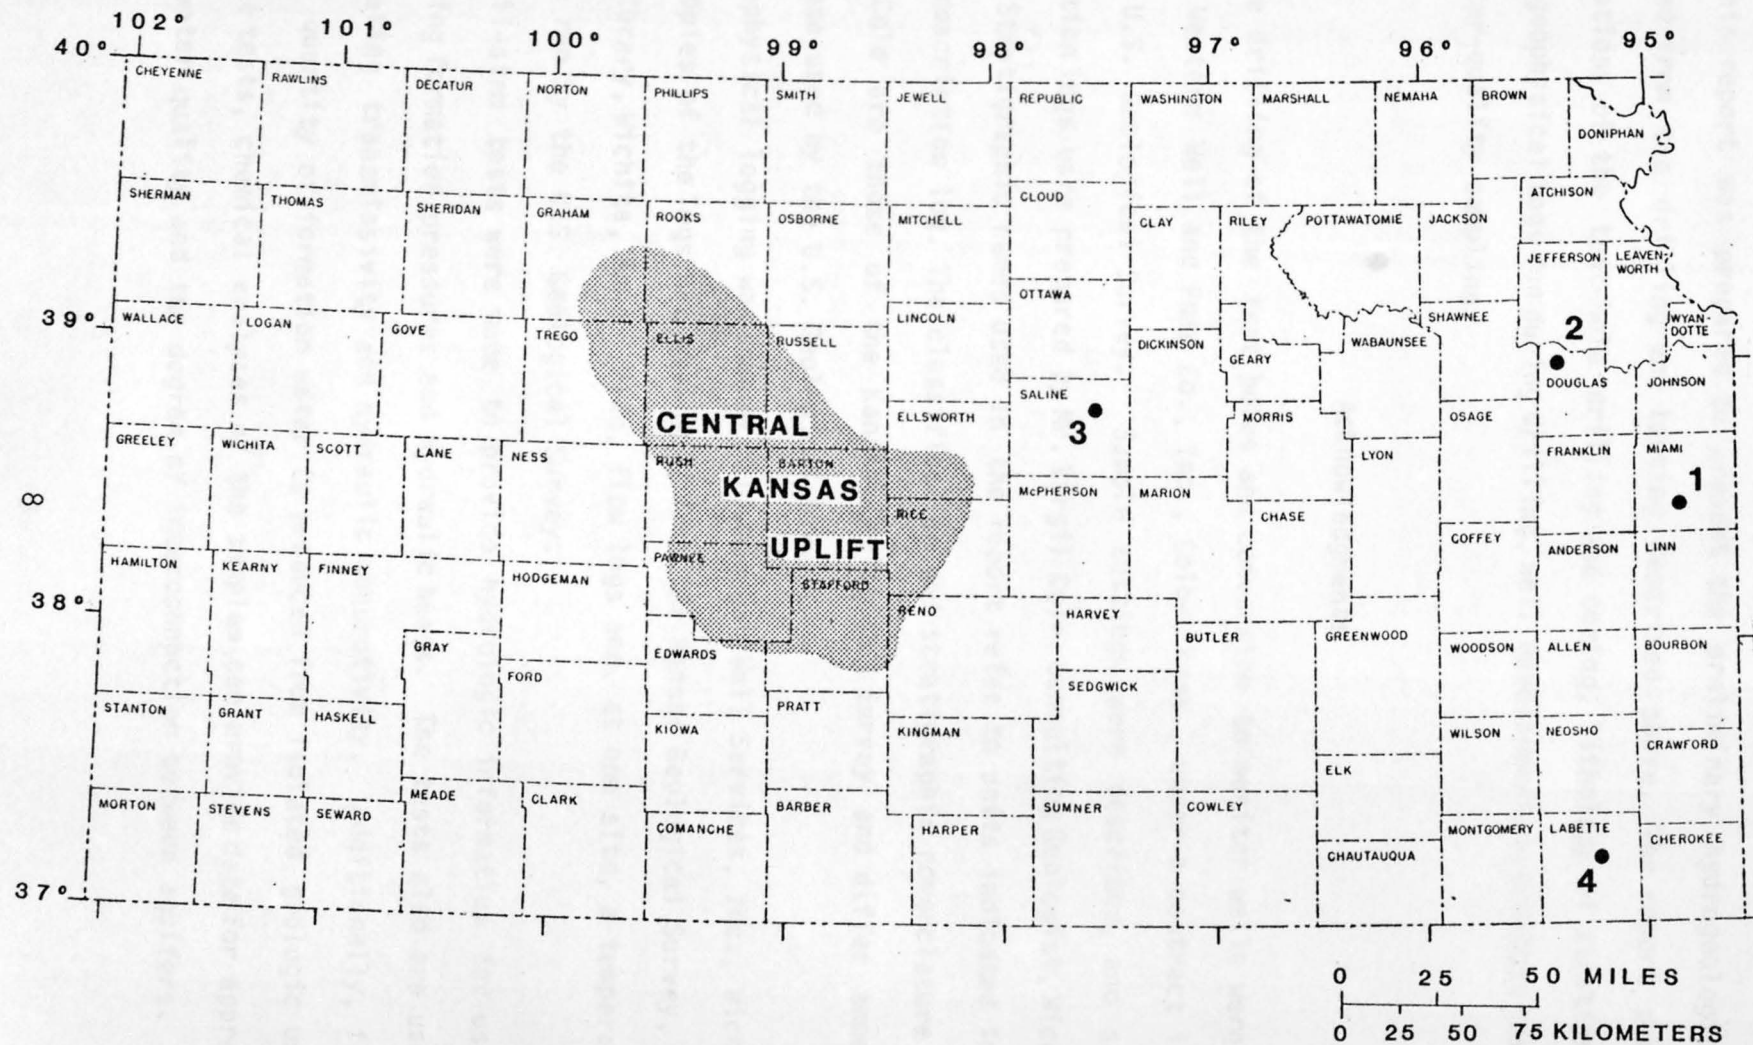 102° 101° 100° 99° 98° 97° 96° 95°
40°
CHEYENNE RAWLINS DECATUR NORTON PHILLIPS SMITH JEWELL REPUBLIC WASHINGTON MARSHALL NEMAHA BROWN
DONIPHAN
SHERMAN THOMAS SHERIDAN GRAHAM ROOKS OSBORNE MITCHELL CLOUD CLAY RILEY POTTAWATOMIE JACKSON ATCHISON
JEFFERSON LEAVEN-
WORTH
39°
WALLACE LOGAN GOVE TREGO ELLIS RUSSELL LINCOLN OTTAWA DICKINSON GEARY WABAUNSEE SHAWNEE 2 WYAN-
DOTTE
SALINE DOUGLAS JOHNSON
CENTRAL ELLSWORTH 3 MORRIS OSAGE
GREELEY WICHITA SCOTT LANE NESS RUSH BARTON LYON FRANKLIN MIAMI
KANSAS McPHERSON MARION 1
8
RICE CHASE
UPLIFT COFFEY ANDERSON LINN
HAMILTON KEARNY FINNEY HODGEMAN PAWNEE STAFFORD
38°
RENO HARVEY BUTLER GREENWOOD
GRAY EDWARDS WOODSON ALLEN BOURBON
FORD SEDGWICK
STANTON GRANT HASKELL KIOWA PRATT KINGMAN WILSON NEOSHO CRAWFORD
ELK
MORTON STEVENS SEWARD MEADE CLARK COMANCHE BARBER HARPER SUMNER COWLEY MONTGOMERY LABETTE CHEROKEE
CHAUTAUQUA 4
37°
0 25 50 MILES
0 25 50 75 KILOMETERS